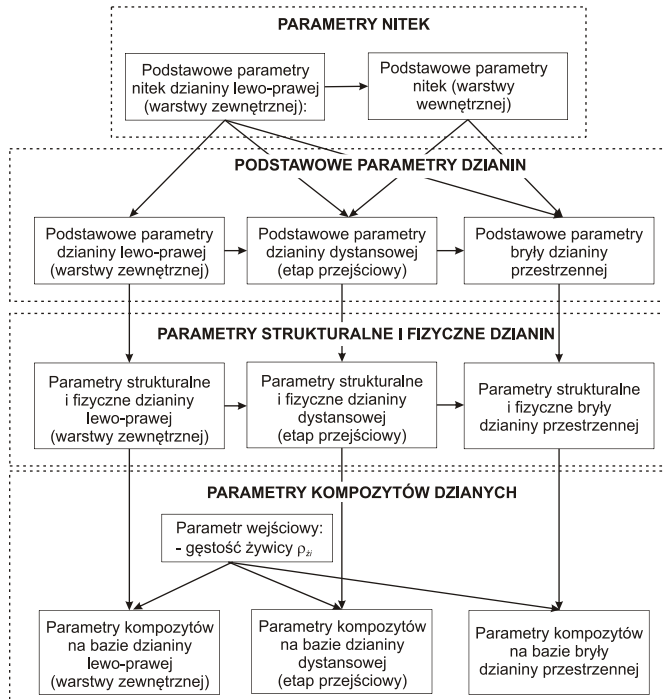 PARAMETRY NITEK
Podstawowe parametry
nitek dzianiny lewo-prawej
(warstwy zewnętrznej):
Podstawowe parametry
nitek (warstwy
wewnętrznej)
PODSTAWOWE PARAMETRY DZIANIN
Podstawowe parametry
dzianiny lewo-prawej
(warstwy zewnętrznej)
Podstawowe parametry
dzianiny dystansowej
(etap przejściowy)
Podstawowe parametry
bryły dzianiny
przestrzennej
PARAMETRY STRUKTURALNE I FIZYCZNE DZIANIN
Parametry strukturalne
i fizyczne dzianiny
lewo-prawej
(warstwy zewnętrznej)
Parametry strukturalne
i fizyczne dzianiny
dystansowej
(etap przejściowy)
Parametry strukturalne
i fizyczne bryły
dzianiny przestrzennej
PARAMETRY KOMPOZYTÓW DZIANYCH
Parametr wejściowy:
- gęstość żywicy ρżi
Parametry kompozytów
na bazie dzianiny
lewo-prawej
(warstwy zewnętrznej)
Parametry kompozytów
na bazie dzianiny
dystansowej
(etap przejściowy)
Parametry kompozytów
na bazie bryły
dzianiny przestrzennej